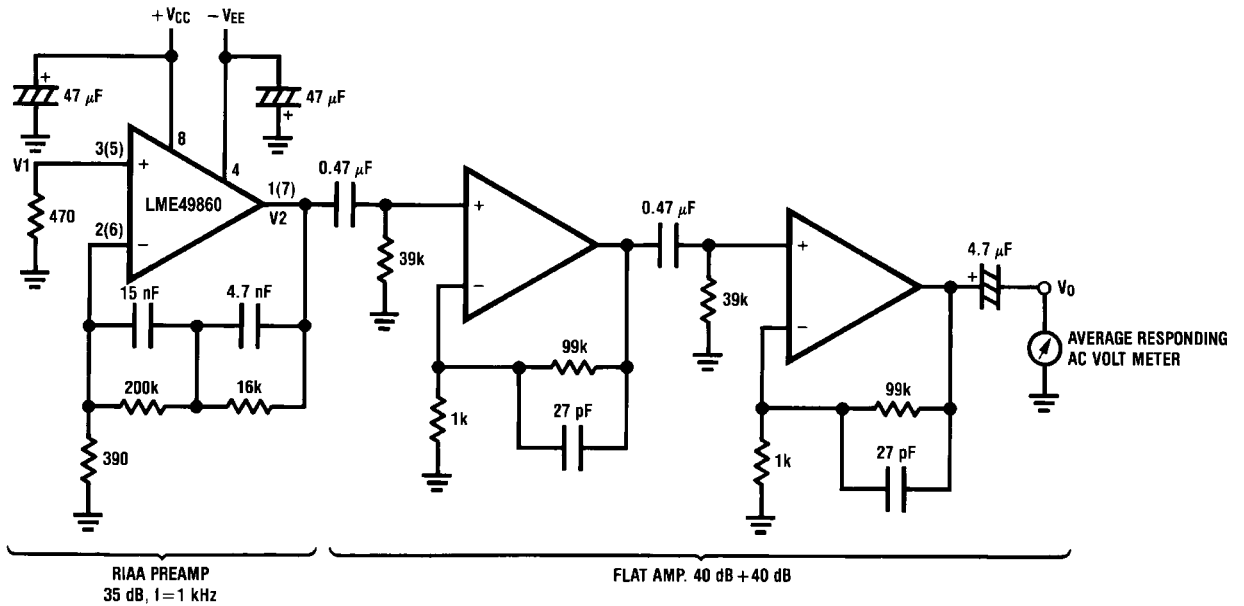 +VCC
−VEE
+
47 µF
47 µF
+
8
4
V1
3(5)
+
LME49860
1(7)
V2
470
2(6)
−
0.47 µF
39k
+
−
0.47 µF
39k
+
−
4.7 µF
+
VO
AVERAGE RESPONDING
AC VOLT METER
15 nF
4.7 nF
200k
16k
390
99k
27 pF
1k
99k
27 pF
1k
RIAA PREAMP
35 dB, f=1 kHz
FLAT AMP. 40 dB+40 dB